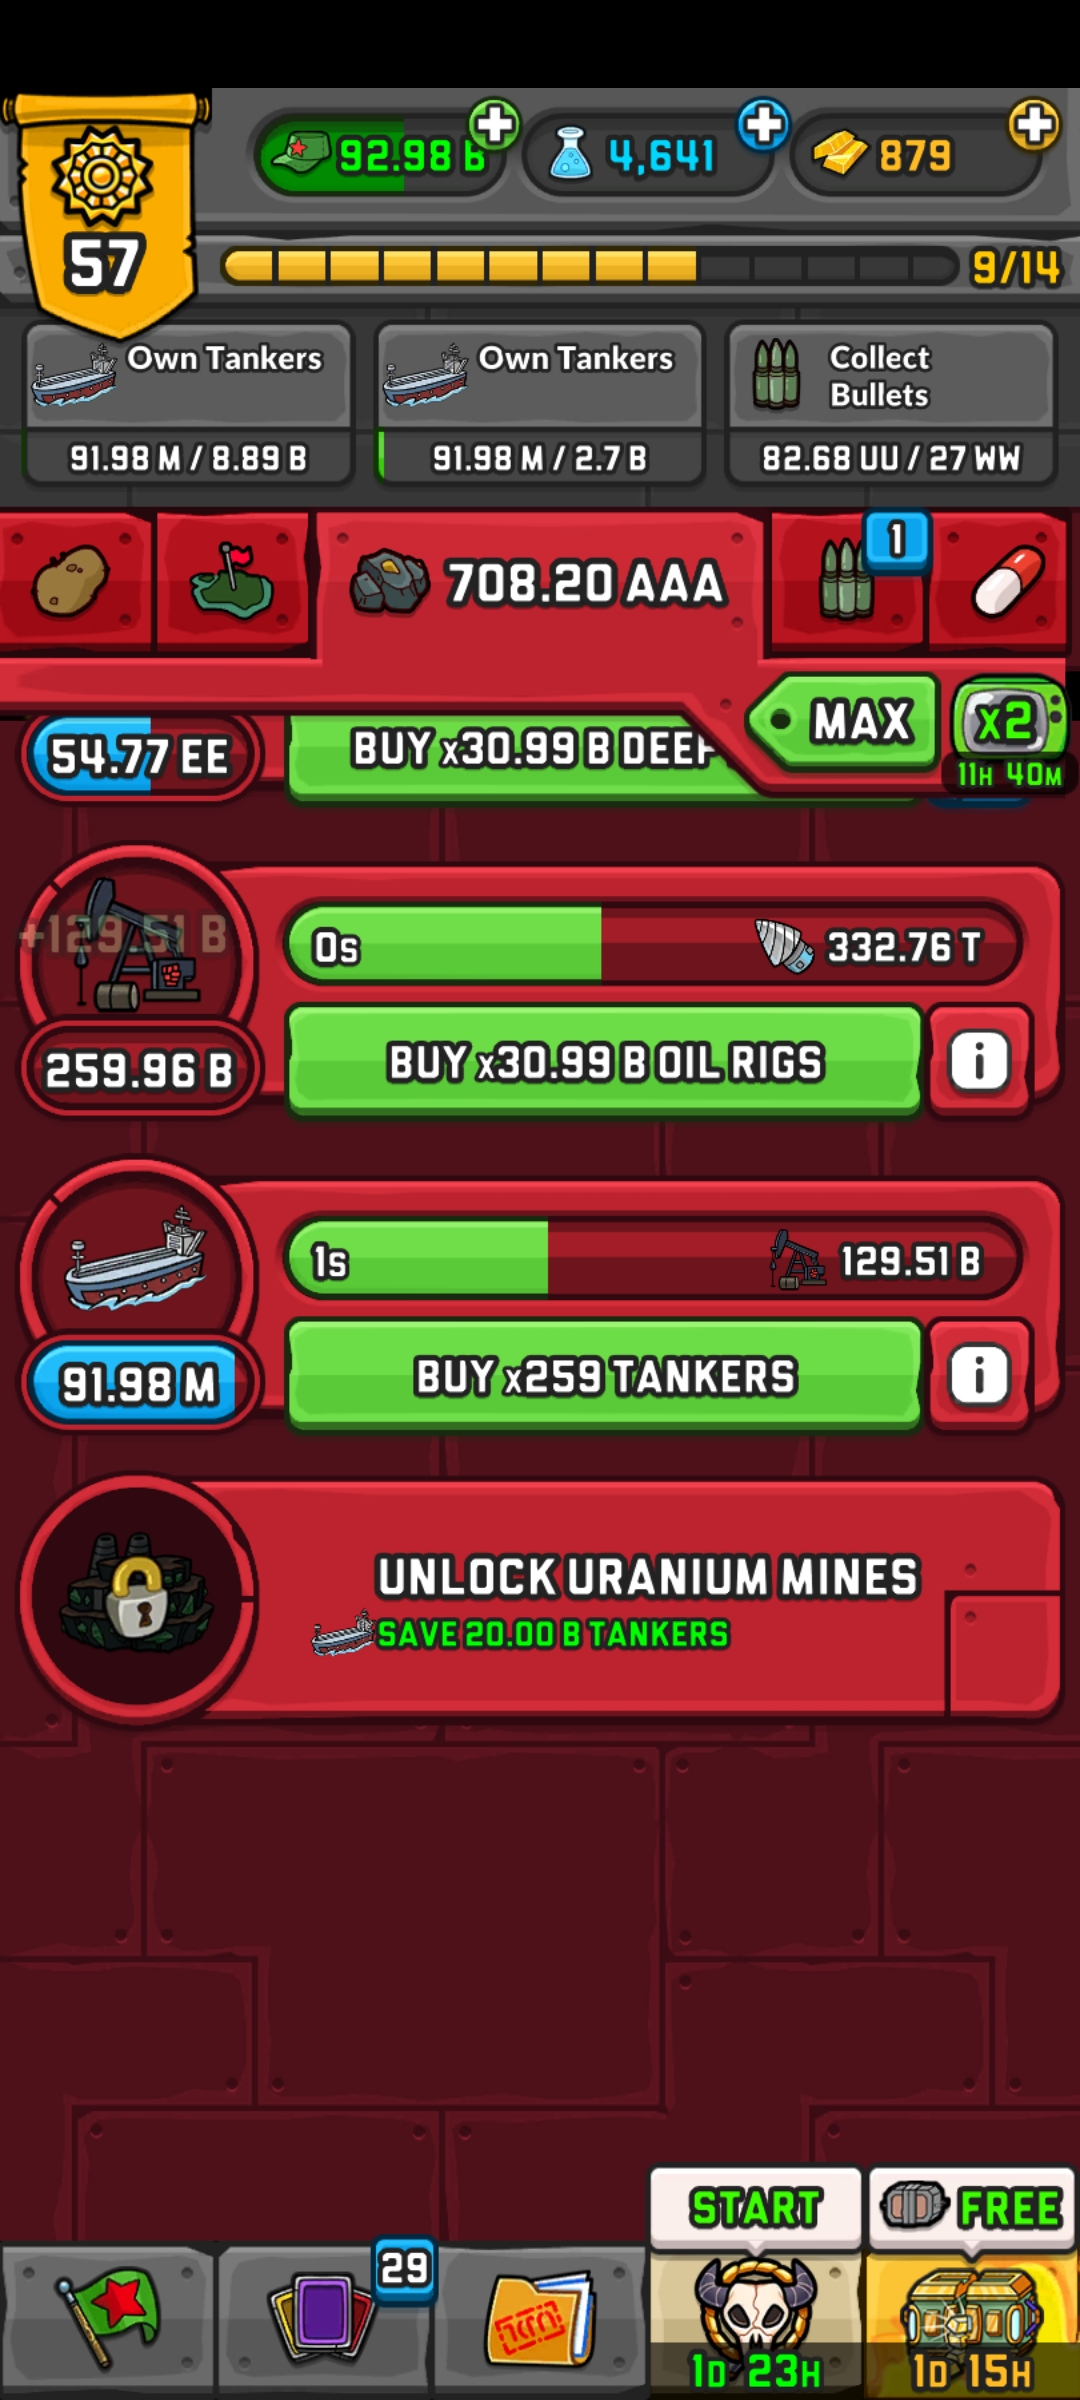 92.98 B
4,641
879
57
9/14
Own Tankers
91.98 M / 8.89 B
Own Tankers
91.98 M / 2.7 B
Collect
Bullets
82.68 UU / 27 WW
708.20 AAA
1
MAX
x2
11H 40M
54.77 EE
BUY x30.99 B DEEP
+129.51 B
0s
332.76 T
259.96 B
BUY x30.99 B OIL RIGS
i
1s
129.51 B
91.98 M
BUY x259 TANKERS
i
UNLOCK URANIUM MINES
SAVE 20.00 B TANKERS
START
FREE
29
1D 23H
1D 15H